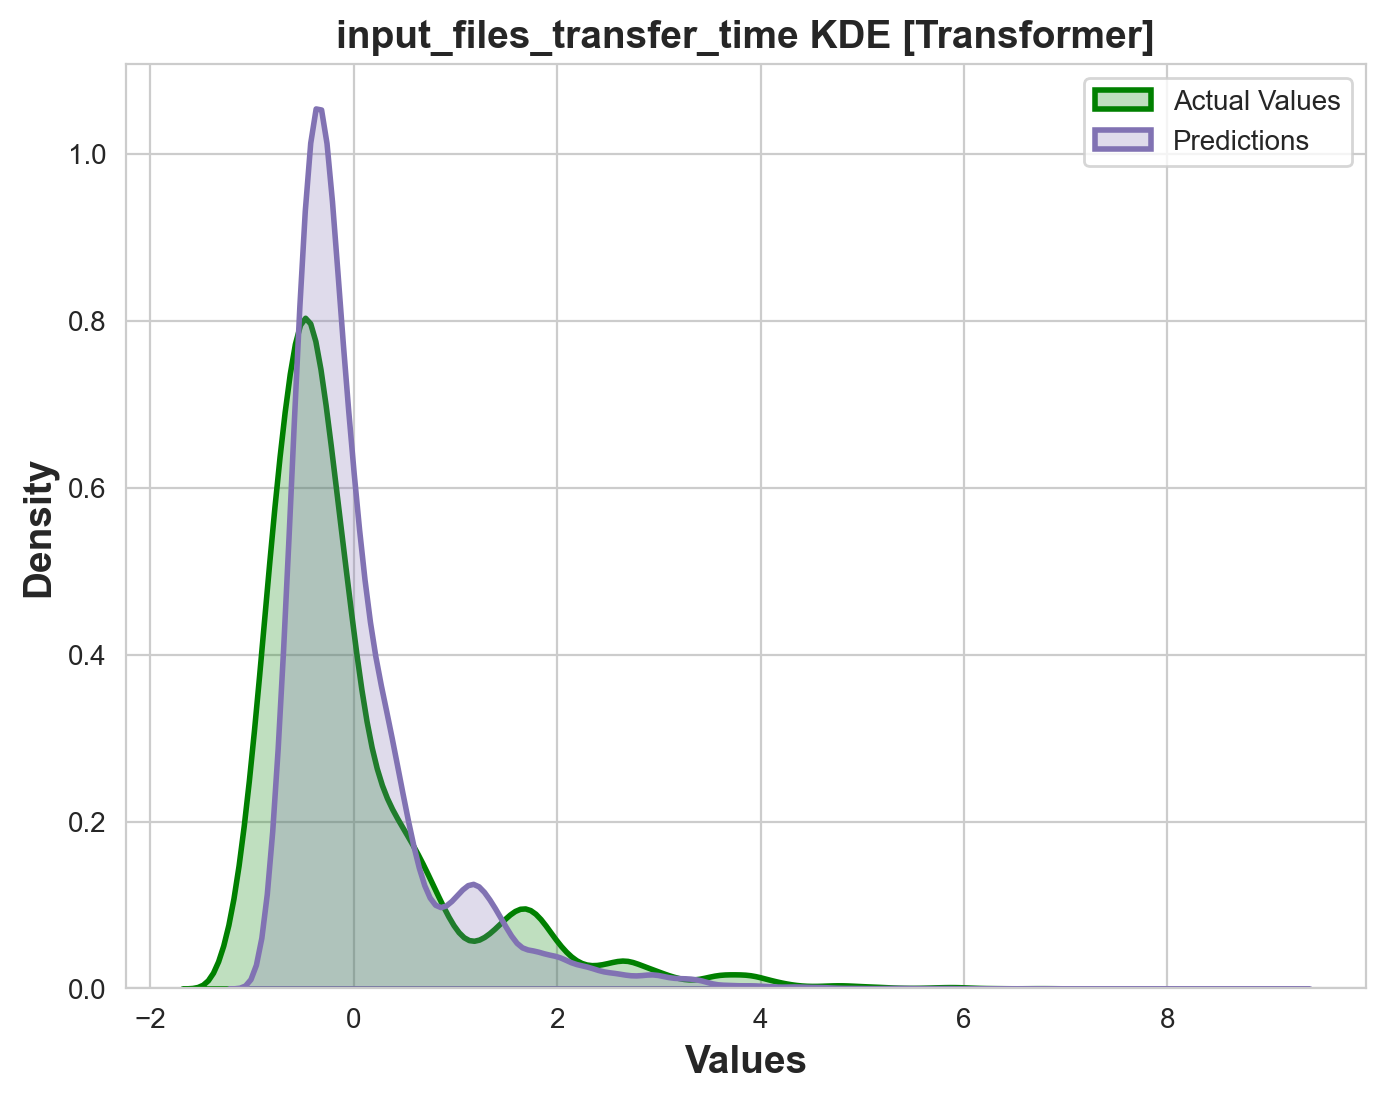 input_files_transfer_time KDE [Transformer]
Actual Values
Predictions
1.0
0.8
0.6
0.4
0.2
0.0
Density
−2 0 2 4 6 8
Values